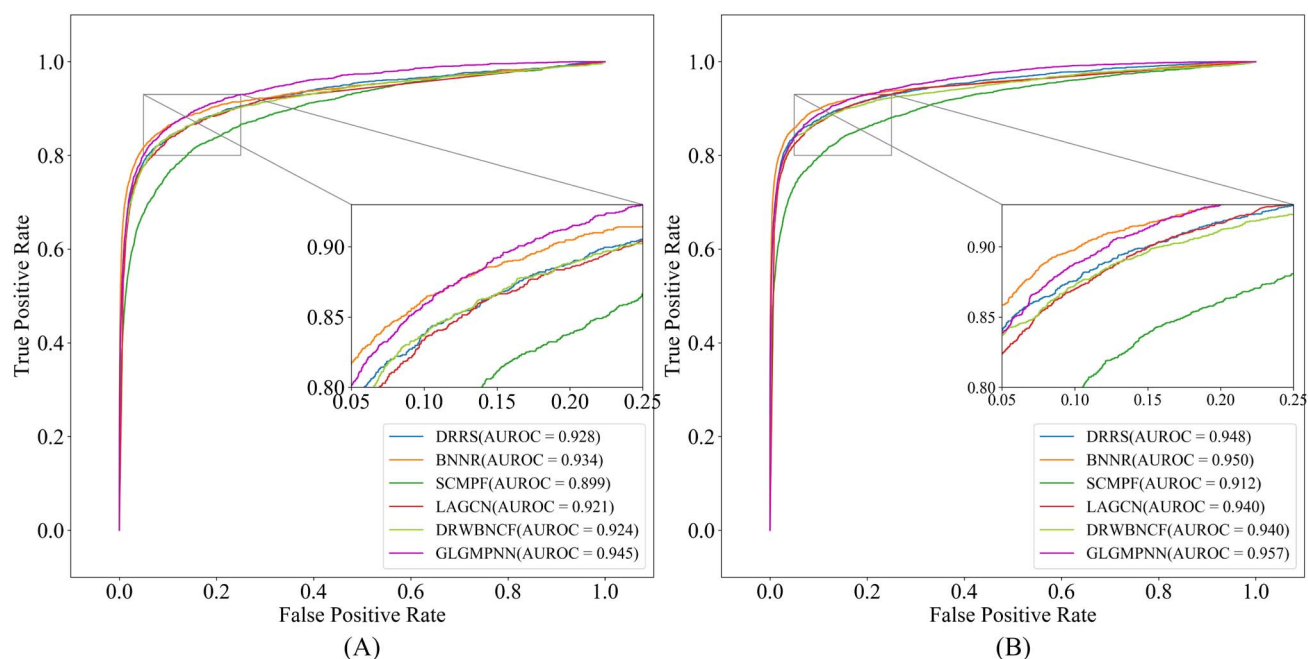 1.0
0.8
0.6
0.4
0.2
0.0
True Positive Rate
0.90
0.85
0.80
0.05
0.10
0.15
0.20
0.25
DRRS(AUROC = 0.928)
BNNR(AUROC = 0.934)
SCMPF(AUROC = 0.899)
LAGCN(AUROC = 0.921)
DRWBNCF(AUROC = 0.924)
GLGMPNN(AUROC = 0.945)
0.0
0.2
0.4
0.6
0.8
1.0
False Positive Rate
(A)
1.0
0.8
0.6
0.4
0.2
0.0
True Positive Rate
0.90
0.85
0.80
0.05
0.10
0.15
0.20
0.25
DRRS(AUROC = 0.948)
BNNR(AUROC = 0.950)
SCMPF(AUROC = 0.912)
LAGCN(AUROC = 0.940)
DRWBNCF(AUROC = 0.940)
GLGMPNN(AUROC = 0.957)
0.0
0.2
0.4
0.6
0.8
1.0
False Positive Rate
(B)